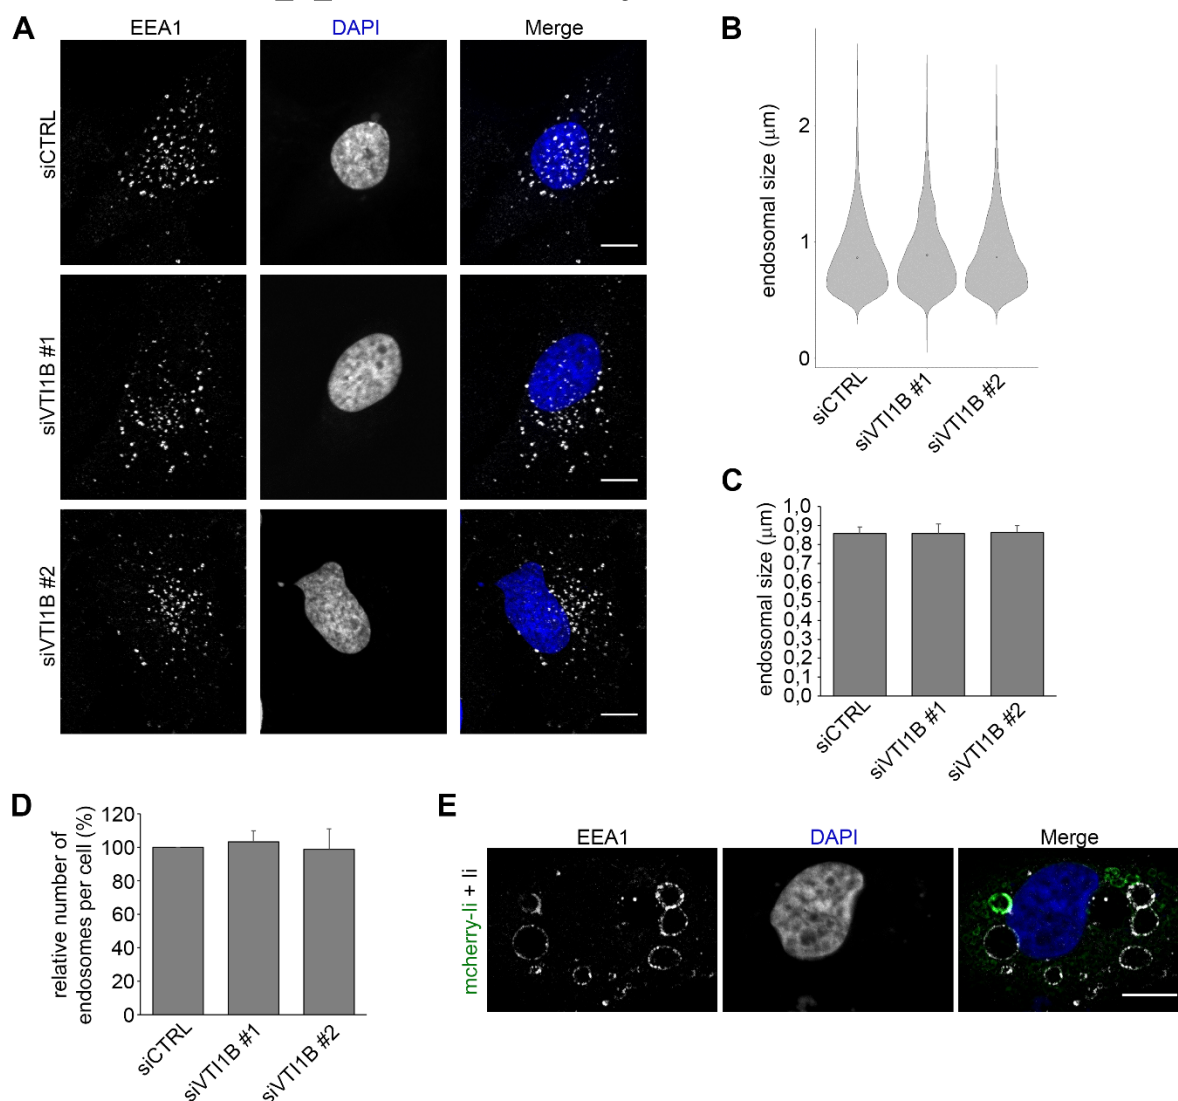 A
EEA1
DAPI
Merge
siCTRL
siVTI1B #1
siVTI1B #2
B
endosomal size (μm)
2
1
0
siCTRL
siVTI1B #1
siVTI1B #2
C
endosomal size (μm)
1,0
0,9
0,8
0,7
0,6
0,5
0,4
0,3
0,2
0,1
0,0
siCTRL
siVTI1B #1
siVTI1B #2
D
relative number of
endosomes per cell (%)
120
100
80
60
40
20
0
siCTRL
siVTI1B #1
siVTI1B #2
E
EEA1
DAPI
Merge
mcherry-Ii + Ii